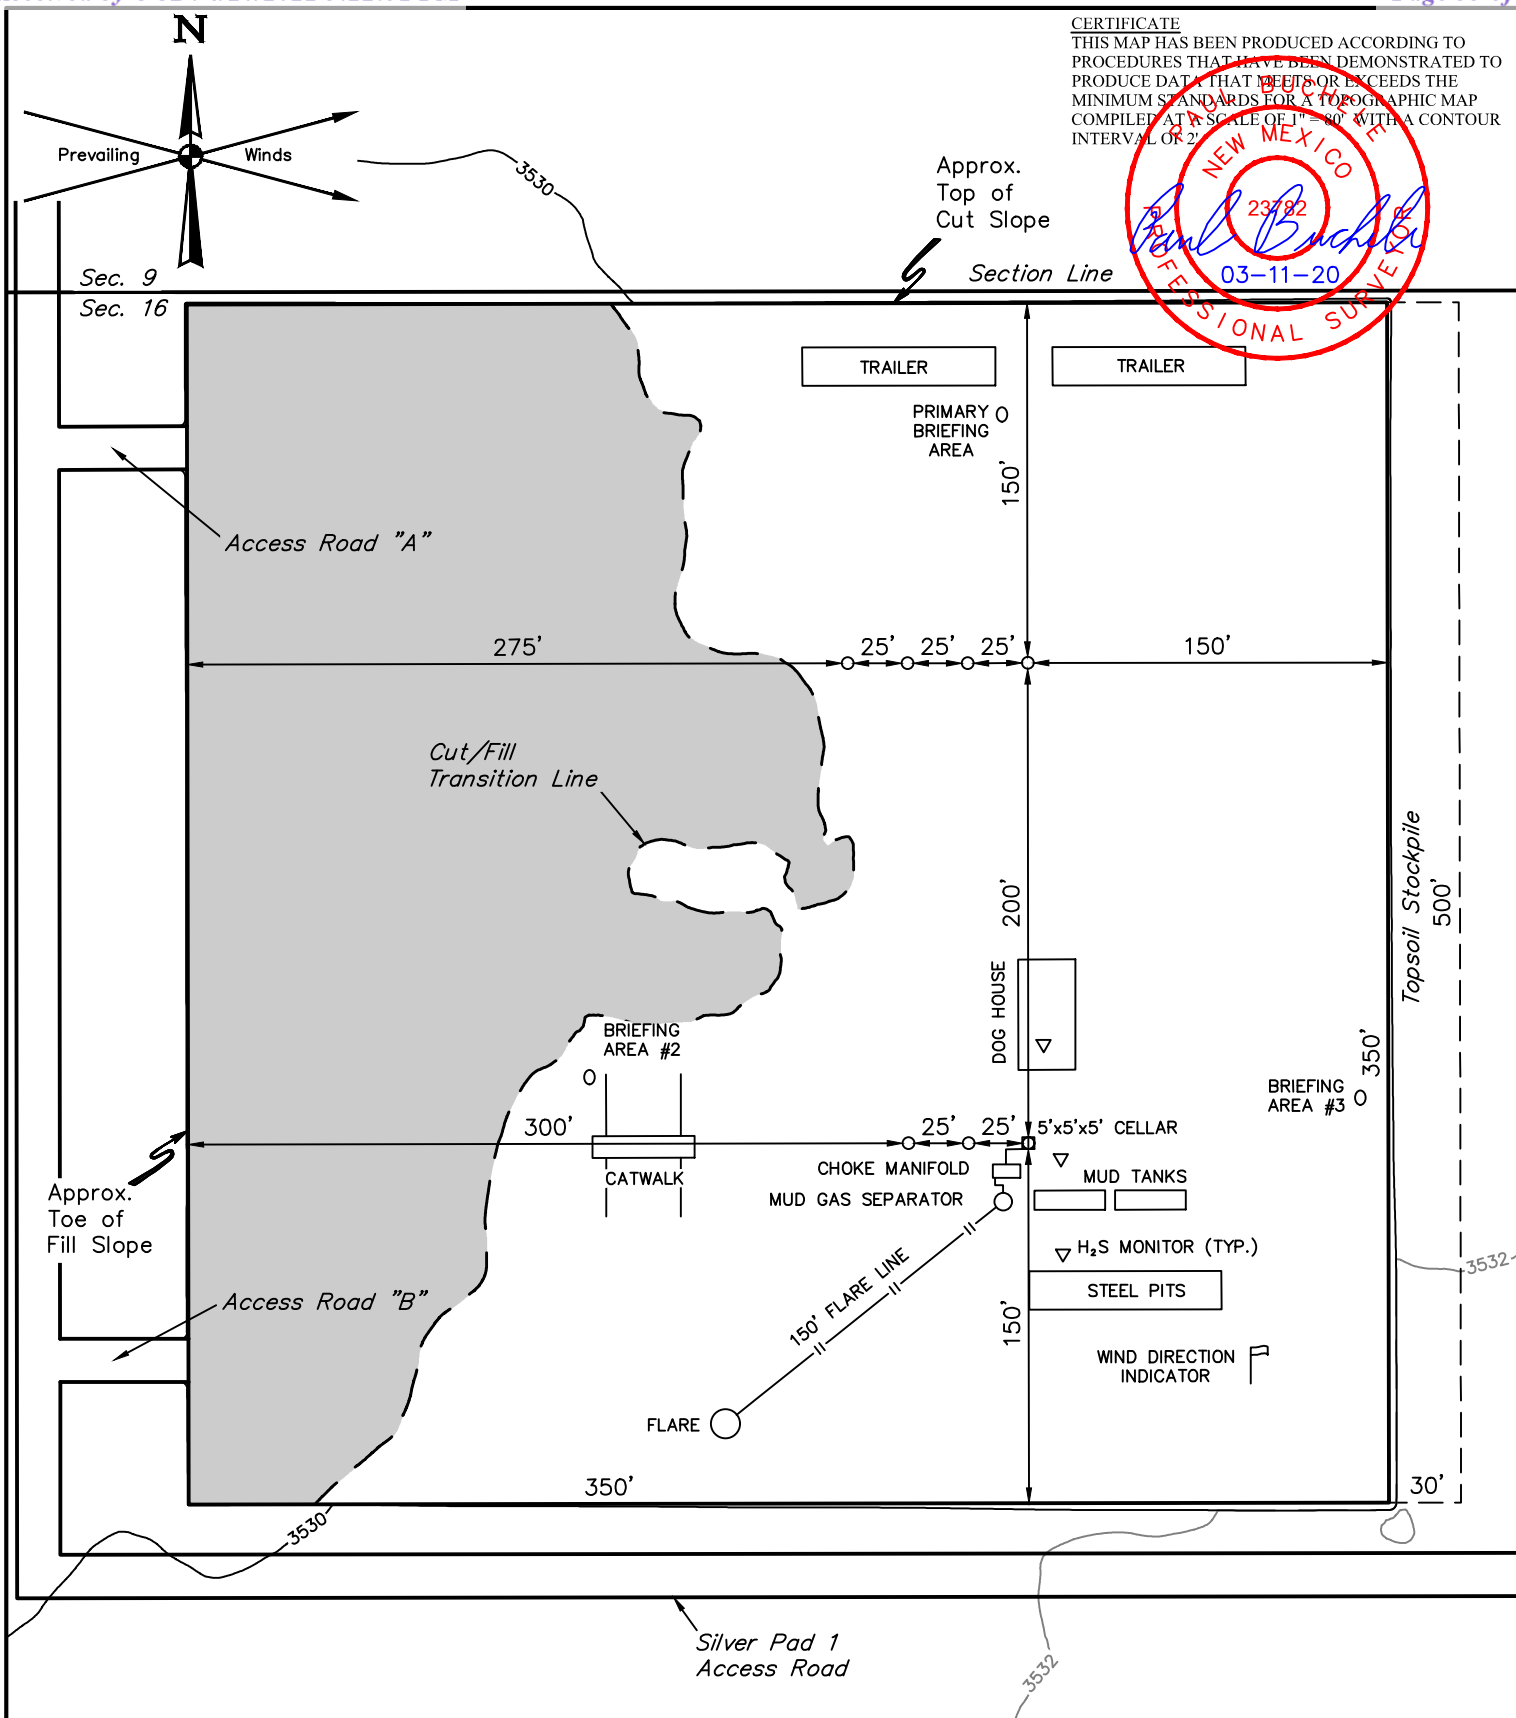 N
Prevailing Winds
CERTIFICATE
THIS MAP HAS BEEN PRODUCED ACCORDING TO
PROCEDURES THAT HAVE BEEN DEMONSTRATED TO
PRODUCE DATA THAT MEETS OR EXCEEDS THE
MINIMUM STANDARDS FOR A TOPOGRAPHIC MAP
COMPILED AT A SCALE OF 1" = 80' WITH A CONTOUR
INTERVAL OF 2'.
PAUL BUCHELE
NEW MEXICO
23782
Paul Buchele
03-11-20
PROFESSIONAL SURVEYOR
3530
Approx.
Top of
Cut Slope
Section Line
Sec. 9
Sec. 16
TRAILER
TRAILER
PRIMARY
BRIEFING
AREA
150'
Access Road "A"
275'
25'
25'
25'
150'
Cut/Fill
Transition Line
200'
Topsoil Stockpile
500'
DOG HOUSE
BRIEFING
AREA #2
350'
BRIEFING
AREA #3
300'
25'
25'
5'x5'x5' CELLAR
CATWALK
CHOKE MANIFOLD
MUD TANKS
MUD GAS SEPARATOR
Approx.
Toe of
Fill Slope
H₂S MONITOR (TYP.)
3532
STEEL PITS
150' FLARE LINE
150'
Access Road "B"
WIND DIRECTION
INDICATOR
FLARE
350'
30'
3530
Silver Pad 1
Access Road
3532